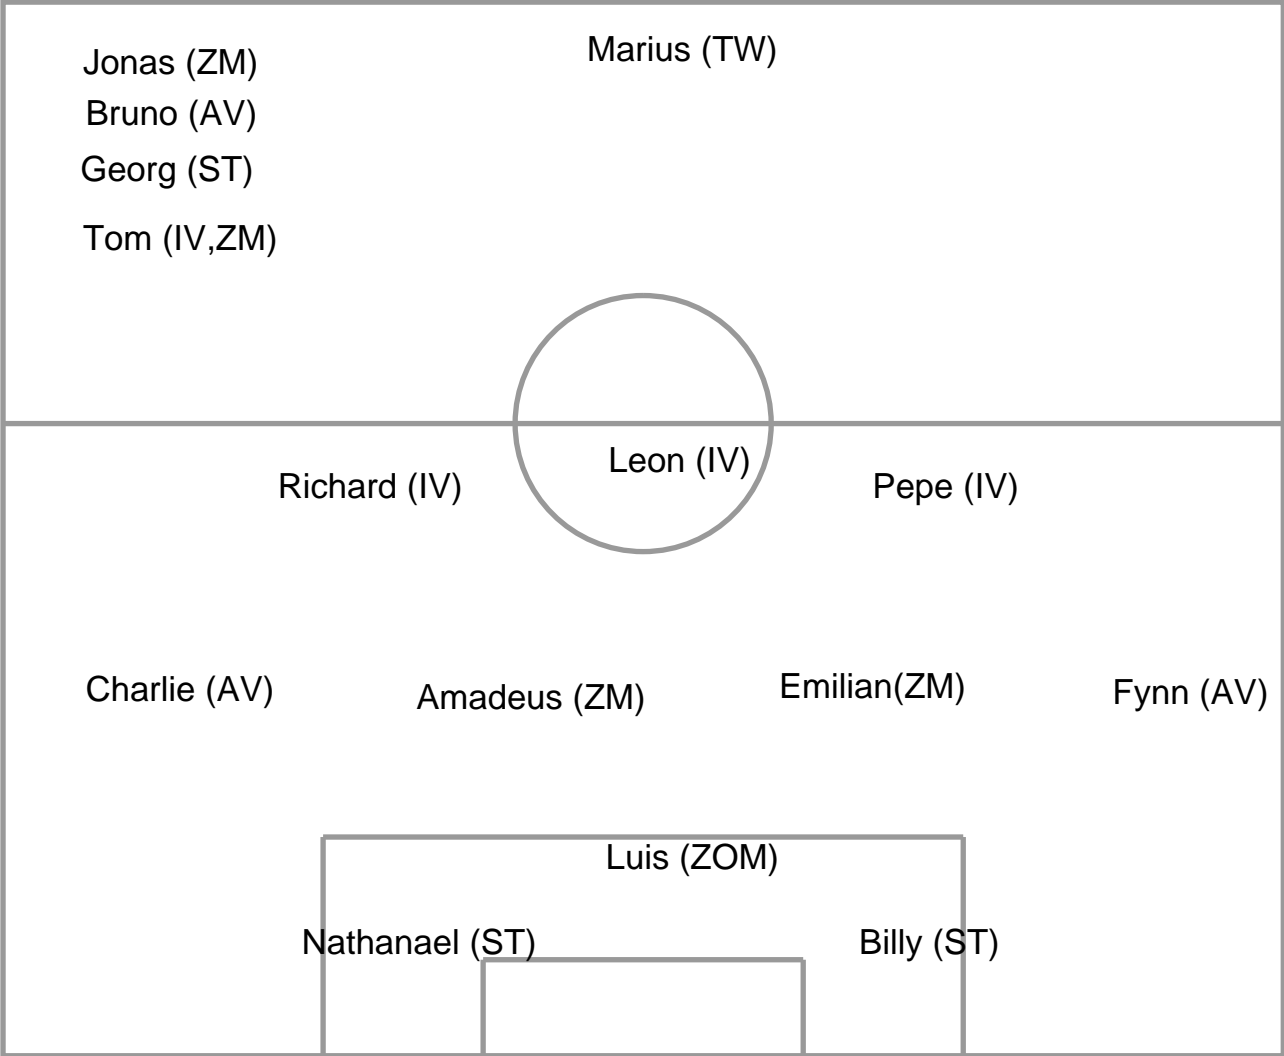 Jonas (ZM)
Marius (TW)
Bruno (AV)
Georg (ST)
Tom (IV,ZM)
Leon (IV)
Richard (IV)
Pepe (IV)
Charlie (AV)
Amadeus (ZM)
Emilian(ZM)
Fynn (AV)
Luis (ZOM)
Nathanael (ST)
Billy (ST)